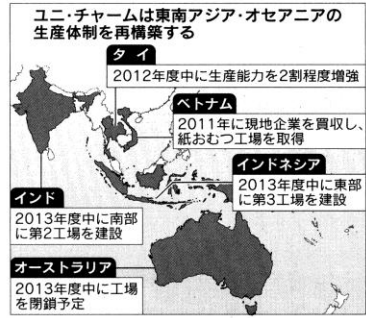 ユニ・チャームは東南アジア・オセアニアの
生産体制を再構築する
タイ
2012年度中に生産能力を2割程度増強
ベトナム
2011年に現地企業を買収し、
紙おむつ工場を取得
インドネシア
2013年度中に東部
に第3工場を建設
インド
2013年度中に南部
に第2工場を建設
オーストラリア
2013年度中に工場
を閉鎖予定